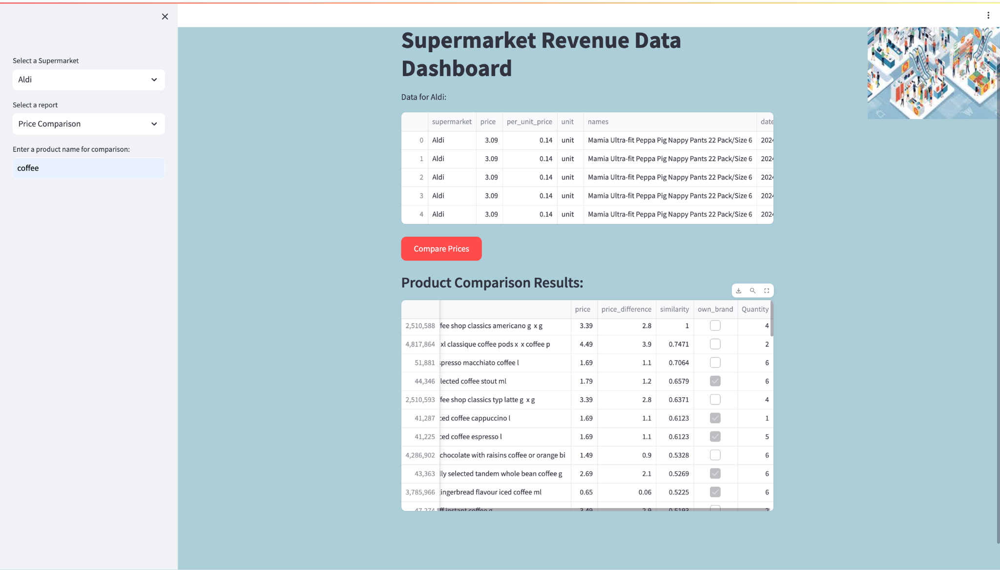 Select a Supermarket
Aldi
Select a report
Price Comparison
Enter a product name for comparison:
coffee
Supermarket Revenue Data
Dashboard
Data for Aldi:
supermarket price per_unit_price unit names date
0 Aldi 3.09 0.14 unit Mamia Ultra-fit Peppa Pig Nappy Pants 22 Pack/Size 6 2024
1 Aldi 3.09 0.14 unit Mamia Ultra-fit Peppa Pig Nappy Pants 22 Pack/Size 6 2024
2 Aldi 3.09 0.14 unit Mamia Ultra-fit Peppa Pig Nappy Pants 22 Pack/Size 6 2024
3 Aldi 3.09 0.14 unit Mamia Ultra-fit Peppa Pig Nappy Pants 22 Pack/Size 6 2024
4 Aldi 3.09 0.14 unit Mamia Ultra-fit Peppa Pig Nappy Pants 22 Pack/Size 6 2024
Compare Prices
Product Comparison Results:
price price_difference similarity own_brand Quantity
2,510,588 fee shop classics americano g x g 3.39 2.8 1 4
4,817,864 xl classique coffee pods x x coffee p 4.49 3.9 0.7471 2
51,881 spresso macchiato coffee l 1.69 1.1 0.7064 6
44,346 lected coffee stout ml 1.79 1.2 0.6579 6
2,510,593 fee shop classics typ latte g x g 3.39 2.8 0.6371 4
41,287 ced coffee cappuccino l 1.69 1.1 0.6123 1
41,225 ced coffee espresso l 1.69 1.1 0.6123 5
4,286,902 chocolate with raisins coffee or orange bi 1.49 0.9 0.5328 6
43,363 lly selected tandem whole bean coffee g 2.69 2.1 0.5269 6
3,785,966 gingerbread flavour iced coffee ml 0.65 0.06 0.5225 6
47,274 ff instant coffee g 3.49 2.9 0.5193 2